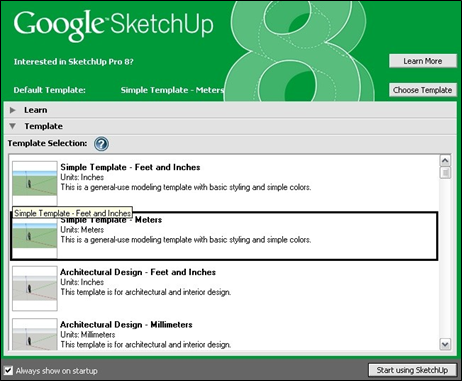 Google SketchUp 8
Interested in SketchUp Pro 8?
Learn More
Default Template: Simple Template - Meters
Choose Template
Learn
Template
Template Selection: ?
Simple Template - Feet and Inches
Units: Inches
This is a general-use modeling template with basic styling and simple colors.
Simple Template - Feet and Inches
Simple Template - Meters
Units: Meters
This is a general-use modeling template with basic styling and simple colors.
Architectural Design - Feet and Inches
Units: Inches
This template is for architectural and interior design.
Architectural Design - Millimeters
Units: Millimeters
This template is for architectural and interior design.
Always show on startup
Start using SketchUp